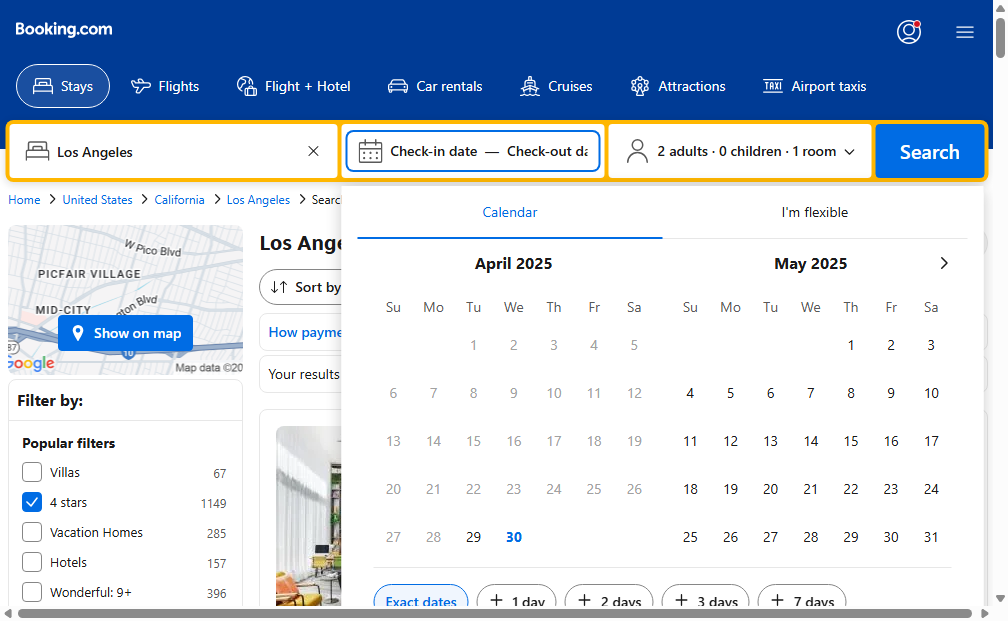 Booking.com
Stays
Flights
Flight + Hotel
Car rentals
Cruises
Attractions
TAXI Airport taxis
Los Angeles
Check-in date — Check-out da
2 adults · 0 children · 1 room
Search
Home > United States > California > Los Angeles > Searc
Calendar
I'm flexible
W Pico Blvd
PICFAIR VILLAGE
MID-CITY
ton Blvd
Show on map
10
87
Google
Map data ©20
Los Ange
Sort by
How payme
Your results
Filter by:
Popular filters
Villas 67
4 stars 1149
Vacation Homes 285
Hotels 157
Wonderful: 9+ 396
April 2025
Su Mo Tu We Th Fr Sa
1 2 3 4 5
6 7 8 9 10 11 12
13 14 15 16 17 18 19
20 21 22 23 24 25 26
27 28 29 30
May 2025
Su Mo Tu We Th Fr Sa
1 2 3
4 5 6 7 8 9 10
11 12 13 14 15 16 17
18 19 20 21 22 23 24
25 26 27 28 29 30 31
Exact dates
+ 1 day
+ 2 days
+ 3 days
+ 7 days